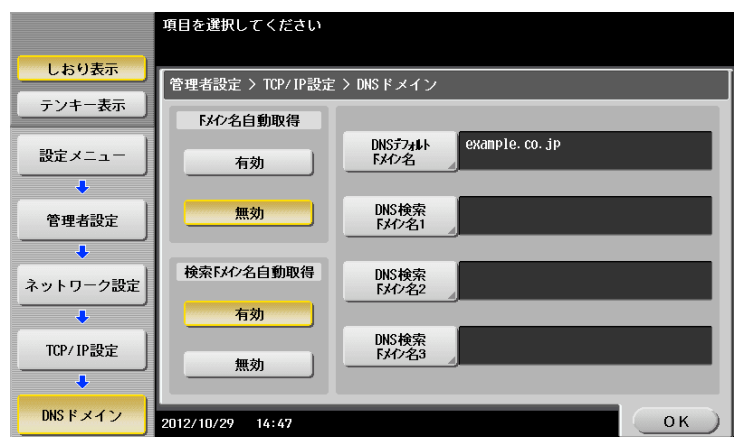 項目を選択してください
しおり表示
テンキー表示
設定メニュー
管理者設定
ネットワーク設定
TCP/IP設定
DNSドメイン
管理者設定 > TCP/IP設定 > DNSドメイン
ﾄﾞﾒｲﾝ名自動取得
有効
無効
検索ﾄﾞﾒｲﾝ名自動取得
有効
無効
DNSﾃﾞﾌｫﾙﾄ
ﾄﾞﾒｲﾝ名
example.co.jp
DNS検索
ﾄﾞﾒｲﾝ名1
DNS検索
ﾄﾞﾒｲﾝ名2
DNS検索
ﾄﾞﾒｲﾝ名3
2012/10/29 14:47
OK